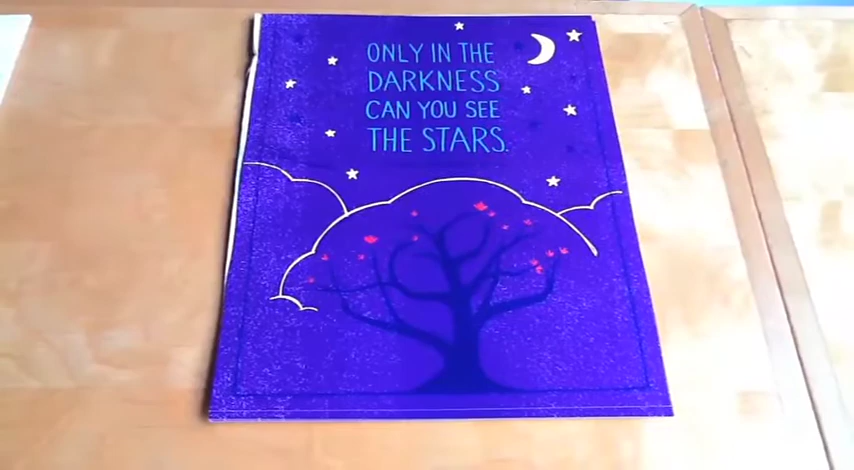 ONLY IN THE
DARKNESS
CAN YOU SEE
THE STARS.